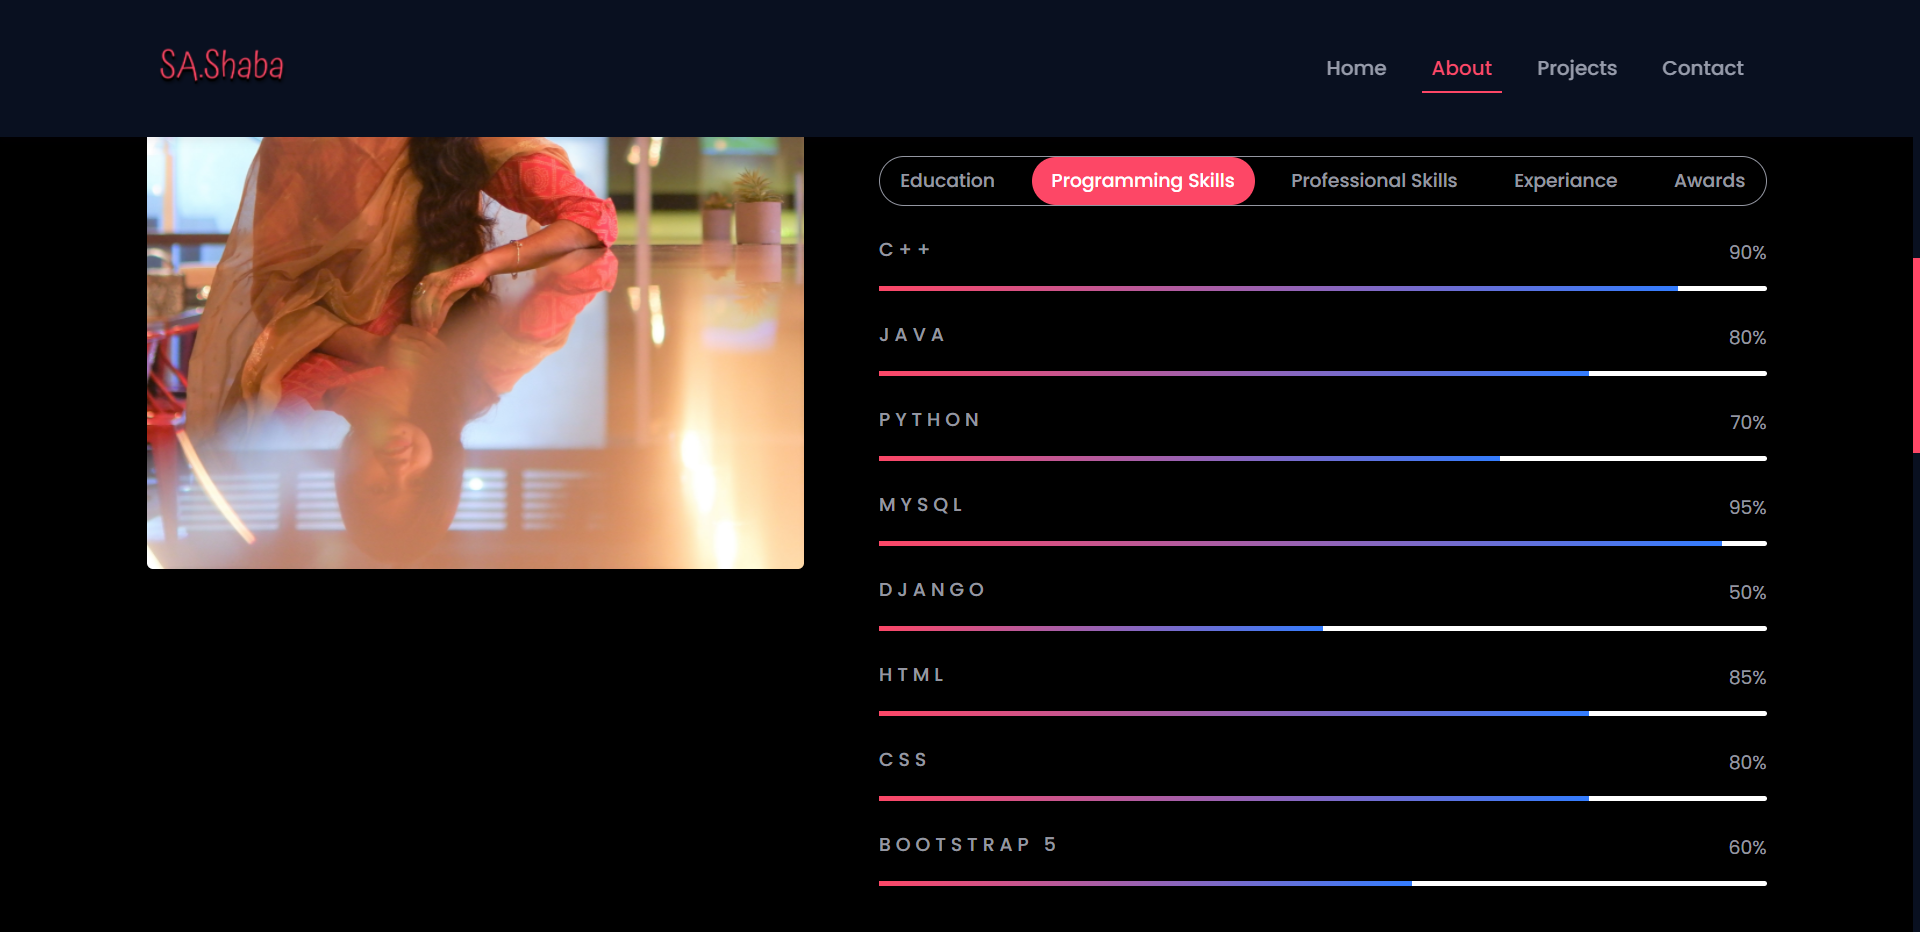 SA.Shaba
Home About Projects Contact
Education Programming Skills Professional Skills Experiance Awards
C++ 90%
JAVA 80%
PYTHON 70%
MYSQL 95%
DJANGO 50%
HTML 85%
CSS 80%
BOOTSTRAP 5 60%